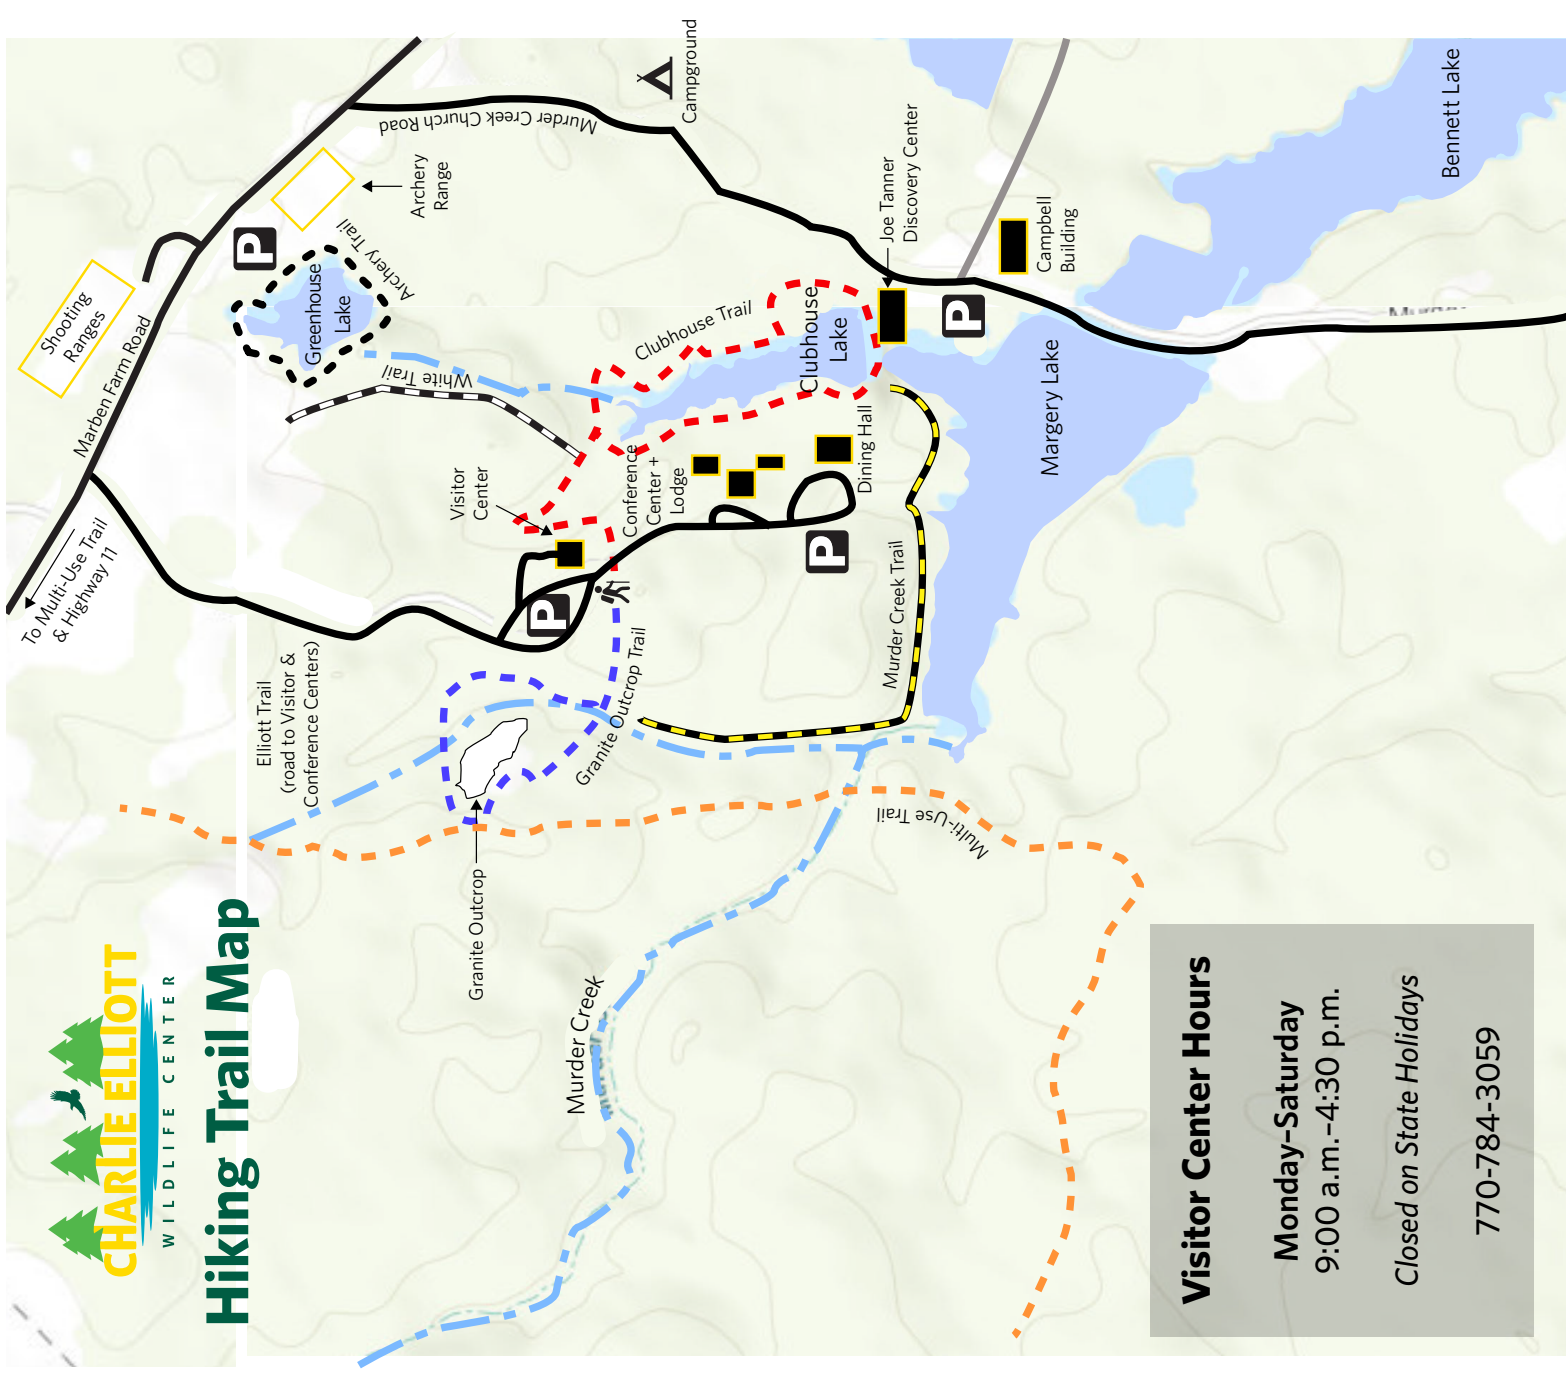 CHARLIE ELLIOTT
WILDLIFE CENTER
Hiking Trail Map
To Multi-Use Trail
& Highway 11
Marben Farm Road
Shooting
Ranges
P
Archery
Range
Archery Trail
Greenhouse
Lake
Murder Creek Church Road
Campground
White Trail
Elliott Trail
(road to Visitor &
Conference Centers)
Visitor
Center
P
Clubhouse Trail
Clubhouse
Lake
Joe Tanner
Discovery Center
P
Campbell
Building
Bennett Lake
Conference
Center +
Lodge
Dining Hall
P
Margery Lake
Murder Creek Trail
Granite Outcrop Trail
Granite Outcrop
Multi-Use Trail
Murder Creek
Visitor Center Hours
Monday–Saturday
9:00 a.m.–4:30 p.m.
Closed on State Holidays
770-784-3059